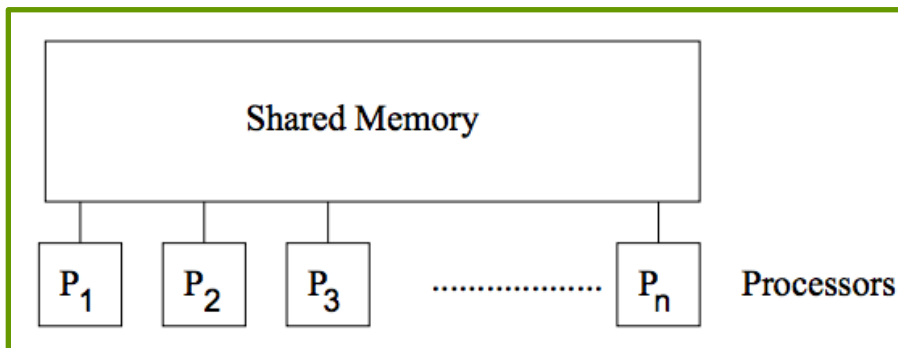 Shared Memory
P1 P2 P3 ................... Pn Processors